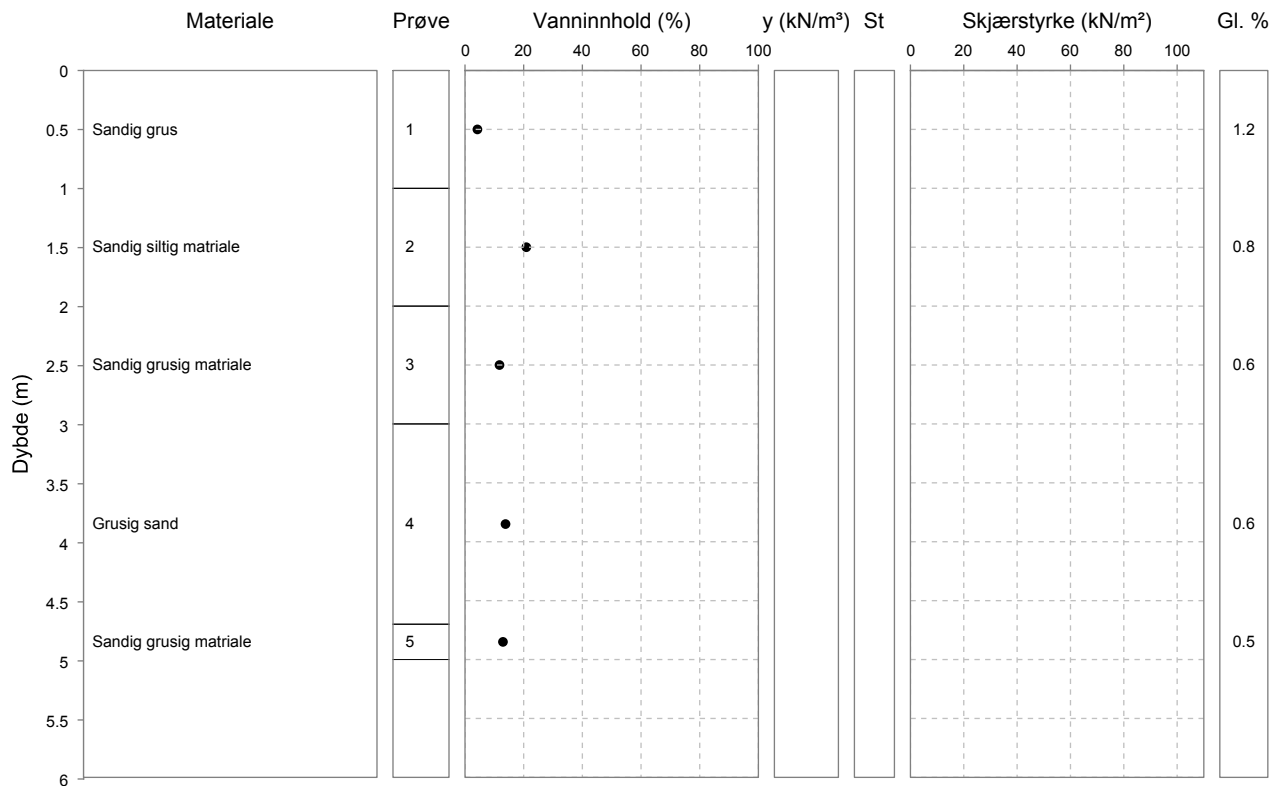 Materiale Prøve Vanninnhold (%) y (kN/m³) St Skjærstyrke (kN/m²) Gl. %
0 20 40 60 80 100 0 20 40 60 80 100
0
0.5 Sandig grus 1 1.2
1
1.5 Sandig siltig matriale 2 0.8
2
2.5 Sandig grusig matriale 3 0.6
3
Dybde (m)
3.5
Grusig sand 4 0.6
4
4.5
Sandig grusig matriale 5 0.5
5
5.5
6